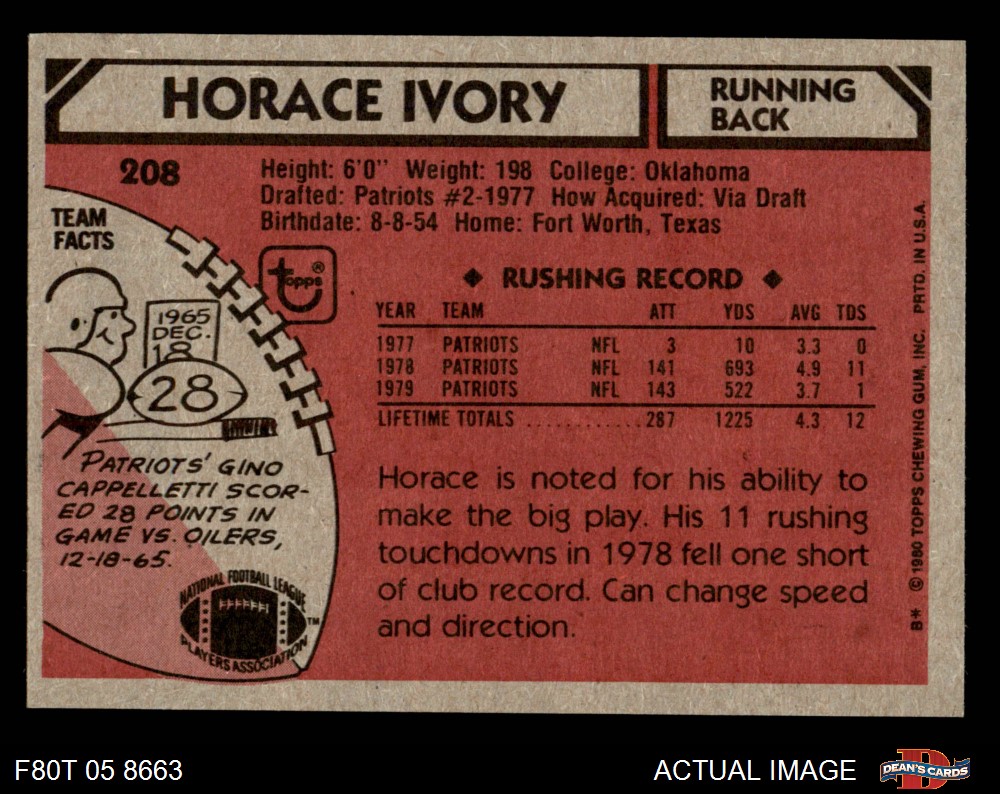 HORACE IVORY
RUNNING
BACK
208
Height: 6'0" Weight: 198 College: Oklahoma
Drafted: Patriots #2-1977 How Acquired: Via Draft
Birthdate: 8-8-54 Home: Fort Worth, Texas
TEAM
FACTS
topps®
1965
DEC.
18
28
◆ RUSHING RECORD ◆
YEAR TEAM ATT YDS AVG TDS
1977 PATRIOTS NFL 3 10 3.3 0
1978 PATRIOTS NFL 141 693 4.9 11
1979 PATRIOTS NFL 143 522 3.7 1
LIFETIME TOTALS ............ 287 1225 4.3 12
PATRIOTS' GINO
CAPPELLETTI SCOR-
ED 28 POINTS IN
GAME VS. OILERS,
12-18-65.
Horace is noted for his ability to
make the big play. His 11 rushing
touchdowns in 1978 fell one short
of club record. Can change speed
and direction.
NATIONAL FOOTBALL LEAGUE
PLAYERS ASSOCIATION
TM
B* © 1980 TOPPS CHEWING GUM, INC. PRTD. IN U.S.A.
F80T 05 8663
ACTUAL IMAGE
D
DEAN'S CARDS